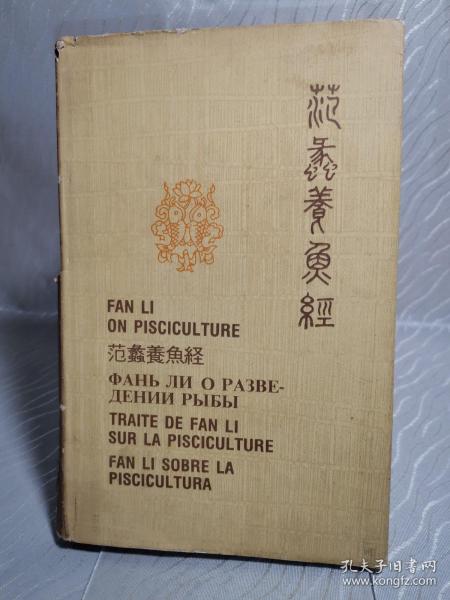 范蠡養魚經
FAN LI
ON PISCICULTURE
范蠡養魚経
ФАНЬ ЛИ О РАЗВЕ-
ДЕНИИ РЫБЫ
TRAITE DE FAN LI
SUR LA PISCICULTURE
FAN LI SOBRE LA
PISCICULTURA
孔夫子旧书网
www.kongfz.com